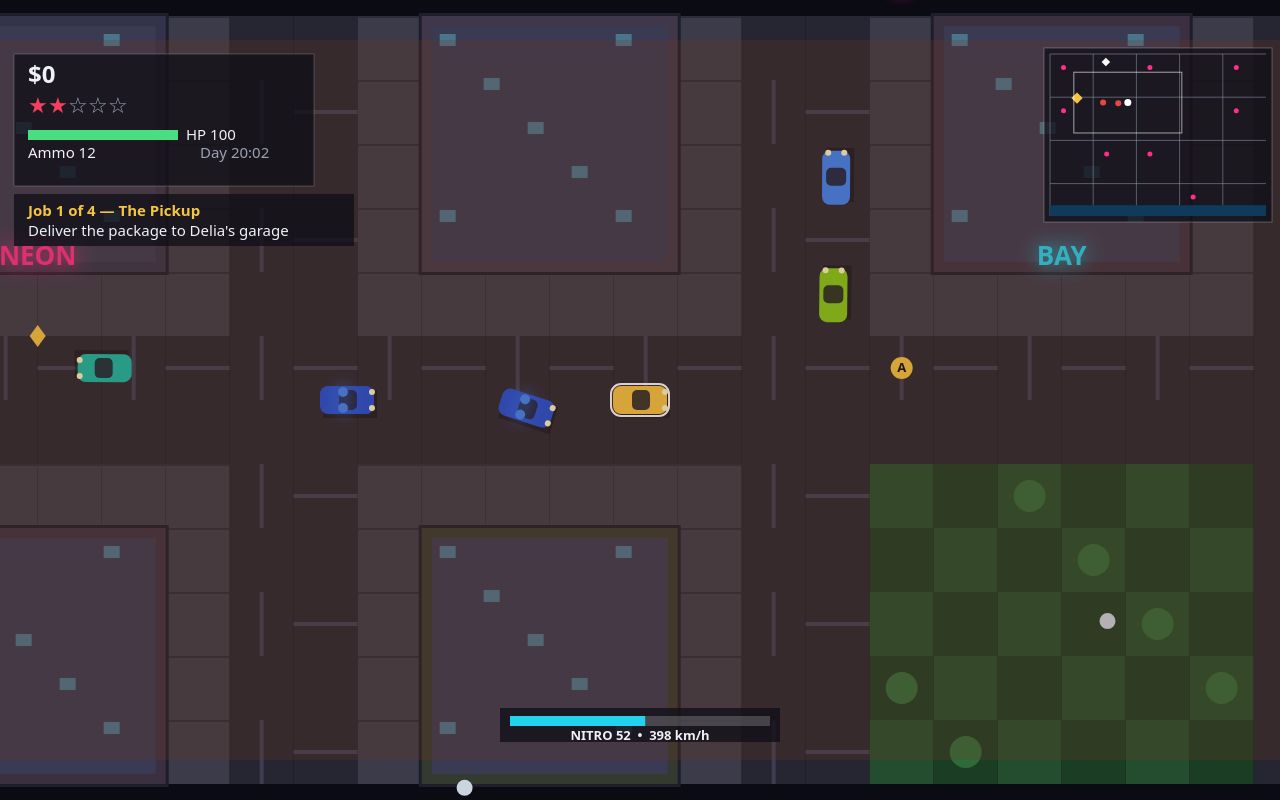 $0
★★☆☆☆
HP 100
Ammo 12 Day 20:02
Job 1 of 4 — The Pickup
Deliver the package to Delia's garage
NEON
BAY
A
NITRO 52 • 398 km/h